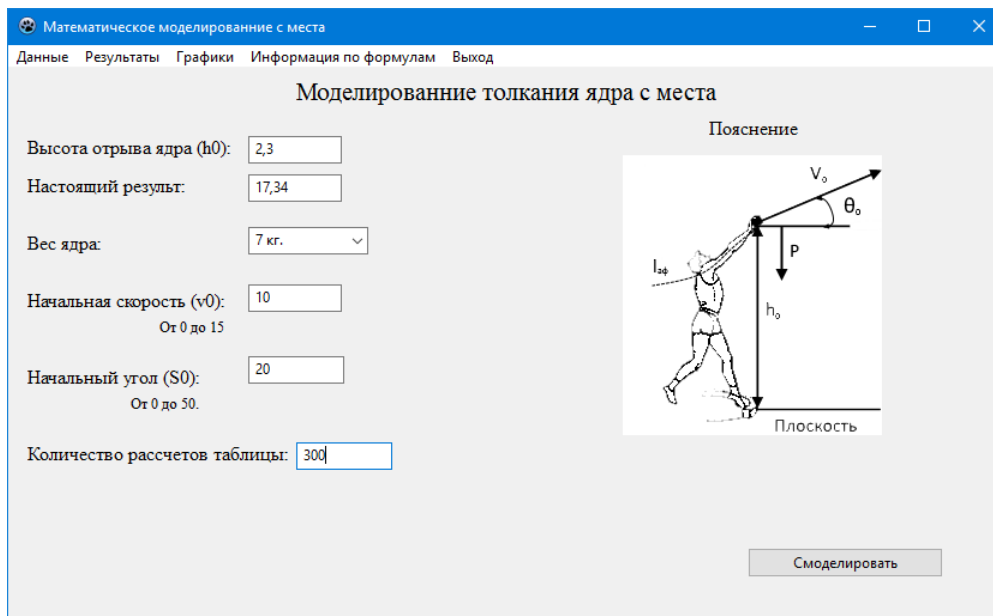 Математическое моделированние с места
Данные Результаты Графики Информация по формулам Выход
Моделированние толкания ядра с места
Пояснение
Высота отрыва ядра (h0): 2,3
Настоящий результ: 17,34
Вес ядра: 7 кг.
Начальная скорость (v0): 10
От 0 до 15
Начальный угол (S0): 20
От 0 до 50.
Количество рассчетов таблицы: 300
V₀
θ₀
P
lаф
h₀
Плоскость
Смоделировать